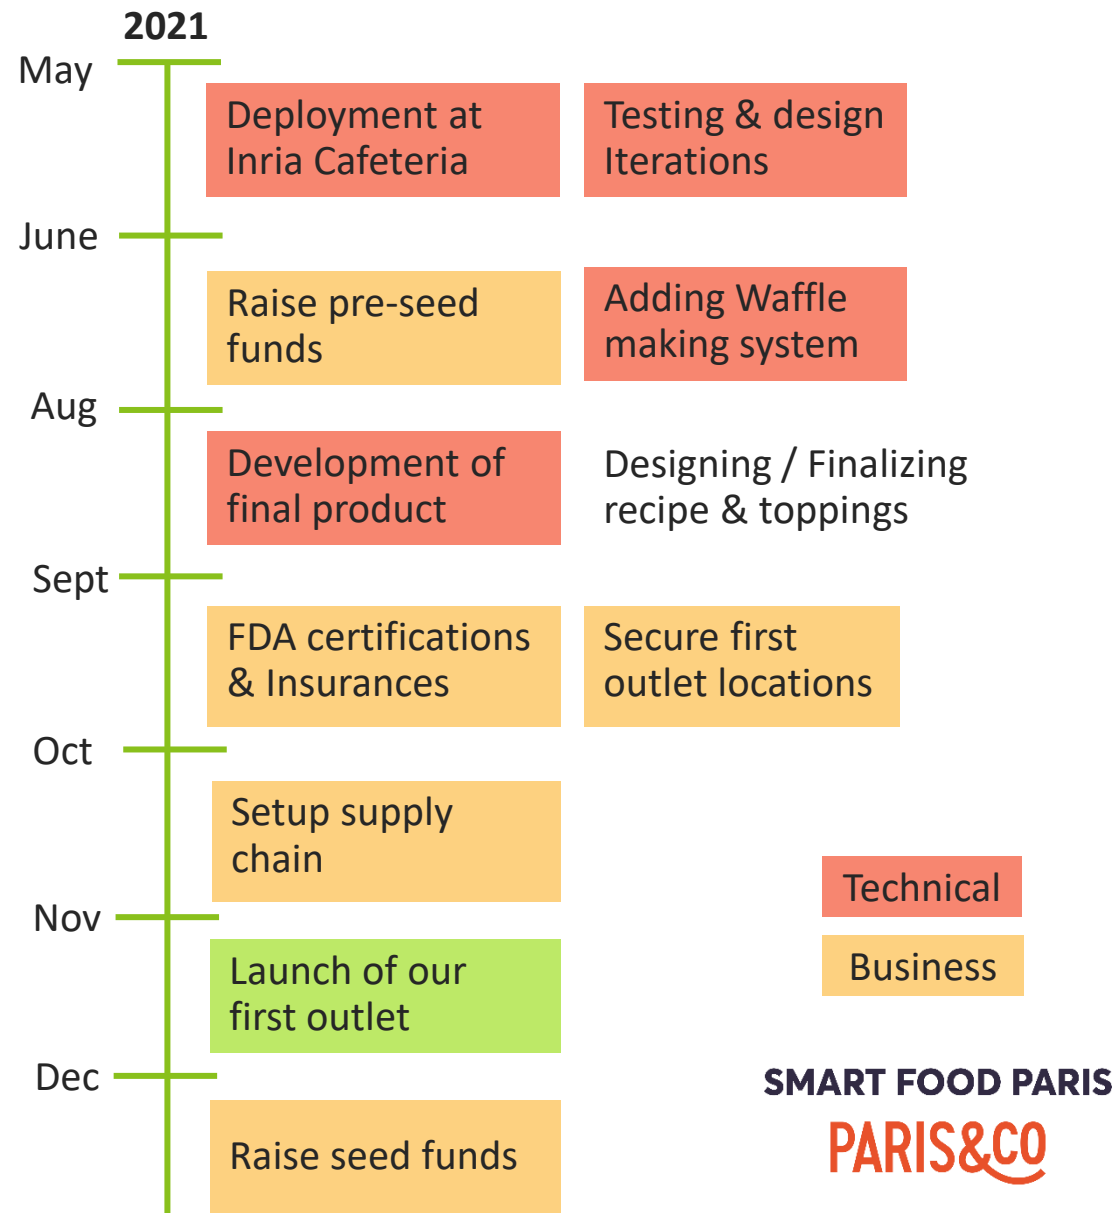 2021
May
Deployment at
Inria Cafeteria
Testing & design
Iterations
June
Raise pre-seed
funds
Adding Waffle
making system
Aug
Development of
final product
Designing / Finalizing
recipe & toppings
Sept
FDA certifications
& Insurances
Secure first
outlet locations
Oct
Setup supply
chain
Nov
Launch of our
first outlet
Dec
Raise seed funds
Technical
Business
SMART FOOD PARIS
PARIS&CO